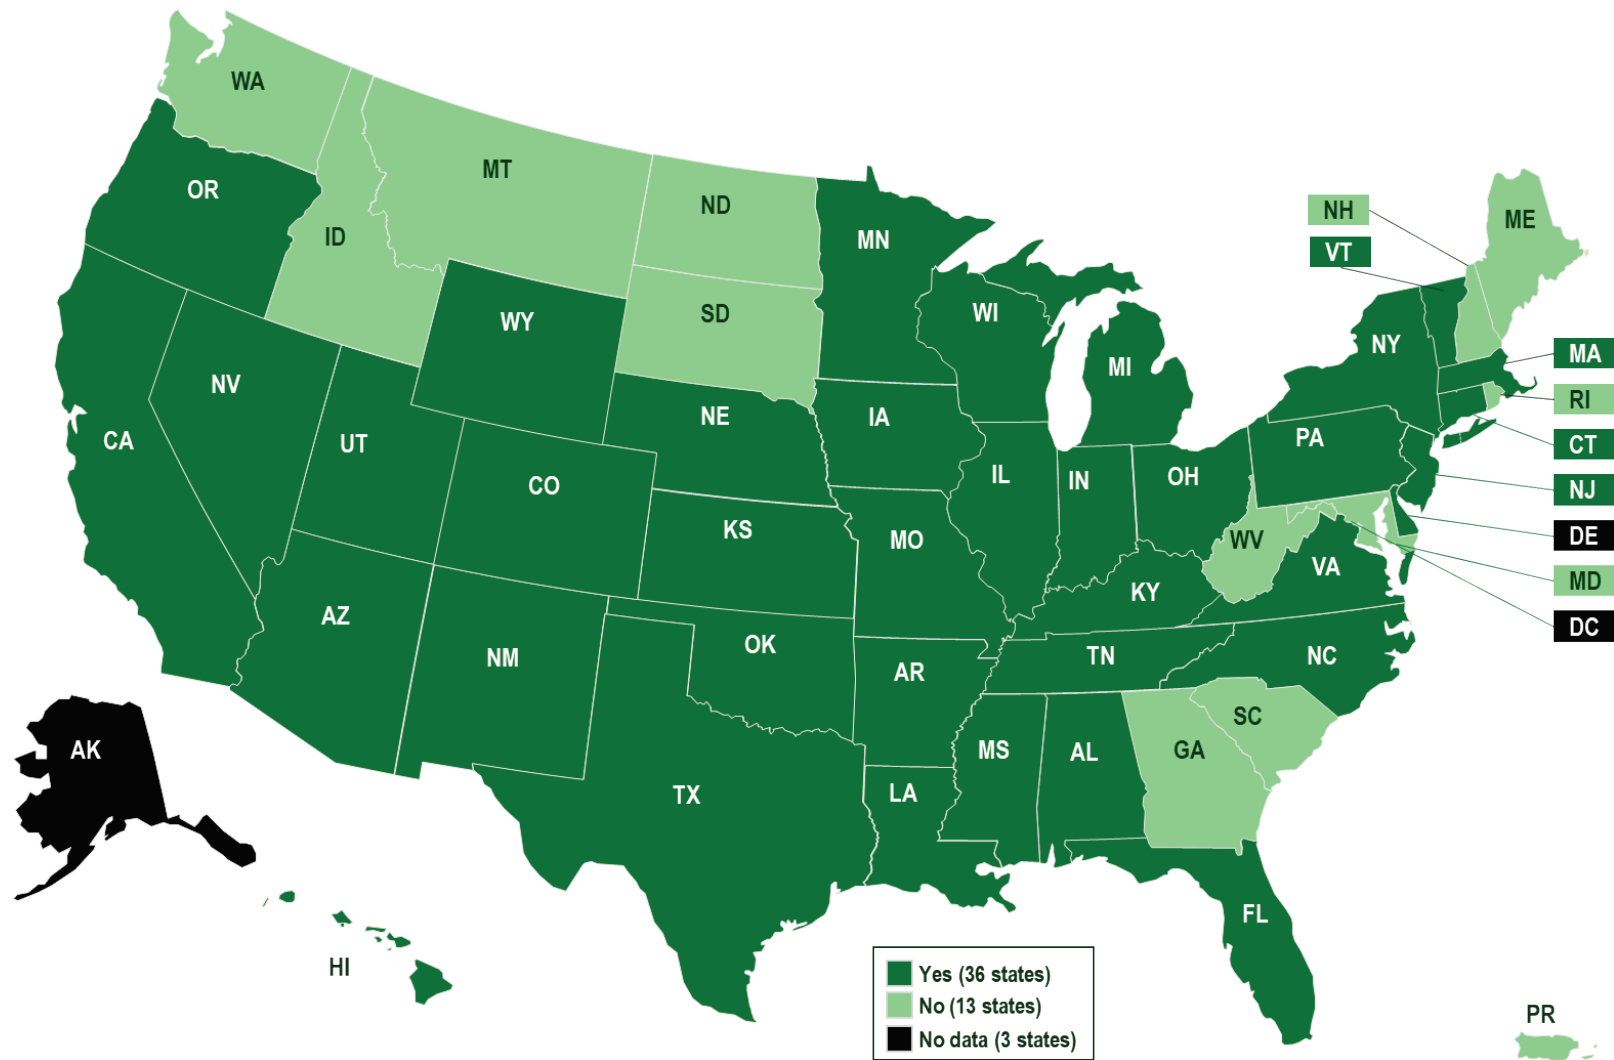 WA
MT
ND
OR
ID
MN
NH
ME
VT
SD
WY
WI
NY
MA
MI
NV
RI
NE
IA
CA
UT
PA
CT
CO
IL
IN
OH
NJ
KS
MO
WV
DE
VA
MD
KY
AZ
DC
NM
OK
TN
NC
AR
SC
AK
MS
AL
GA
TX
LA
FL
HI
Yes (36 states)
No (13 states)
No data (3 states)
PR